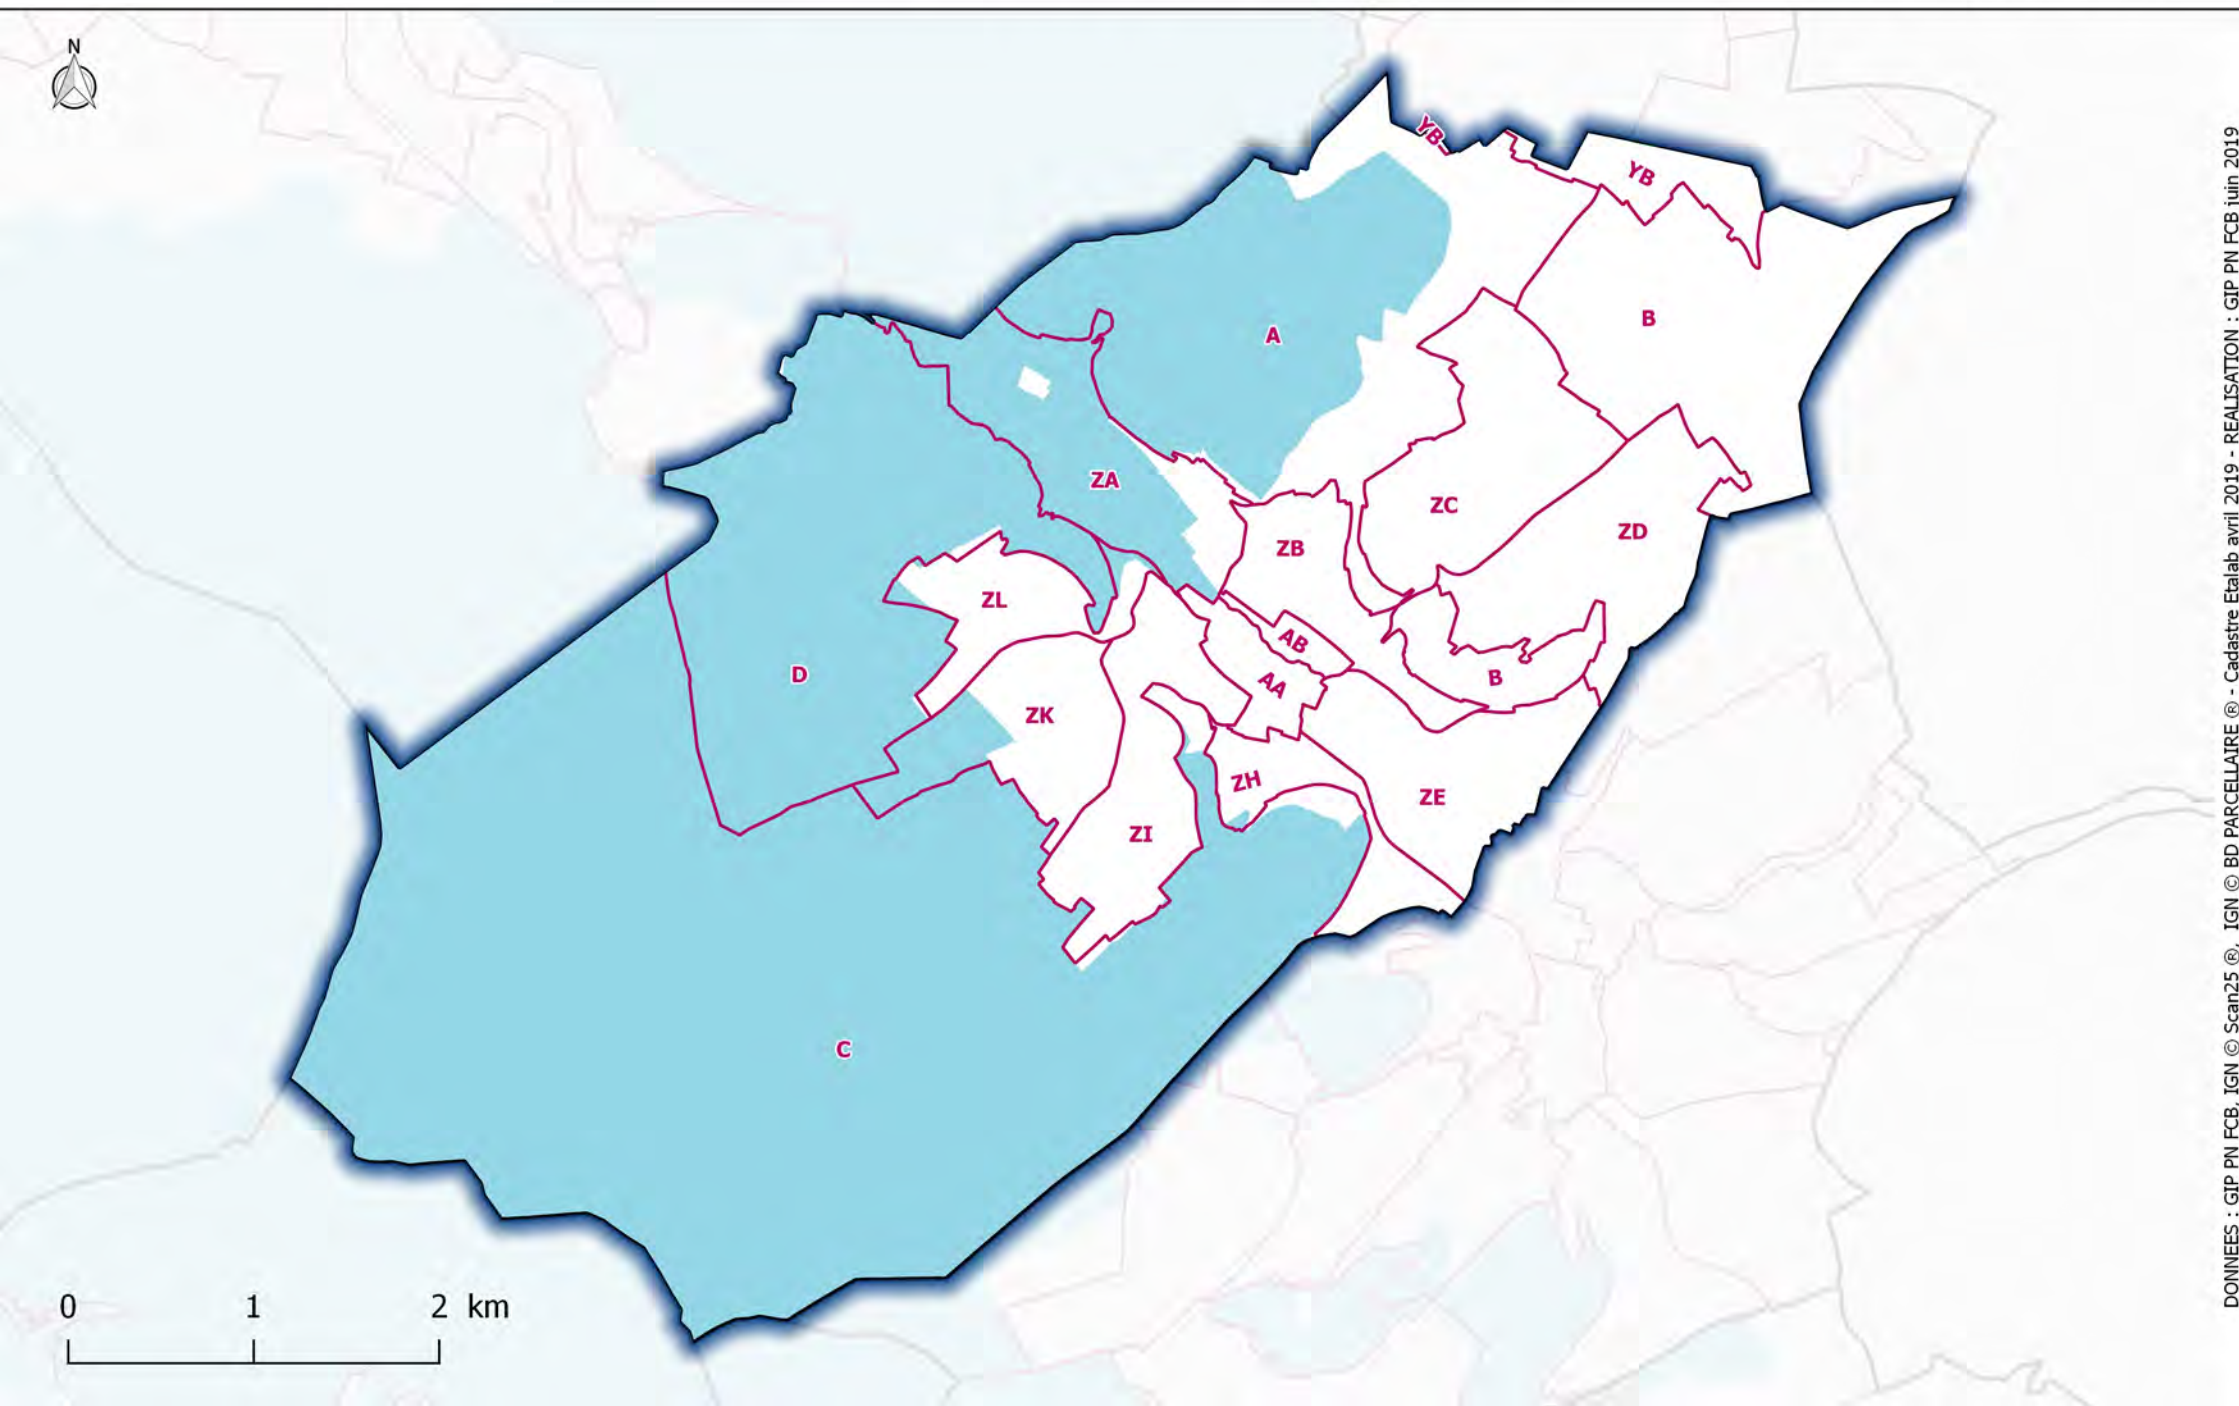 N
YB
YB
B
A
ZA
ZC
ZD
ZB
ZL
AB
D
AA
B
ZK
ZH
ZE
ZI
C
0 1 2 km
DONNEES : GIP PN FCB, IGN © Scan25 ®, IGN © BD PARCELLAIRE ® - Cadastre Etalab avril 2019 - REALISATION : GIP PN FCB juin 2019